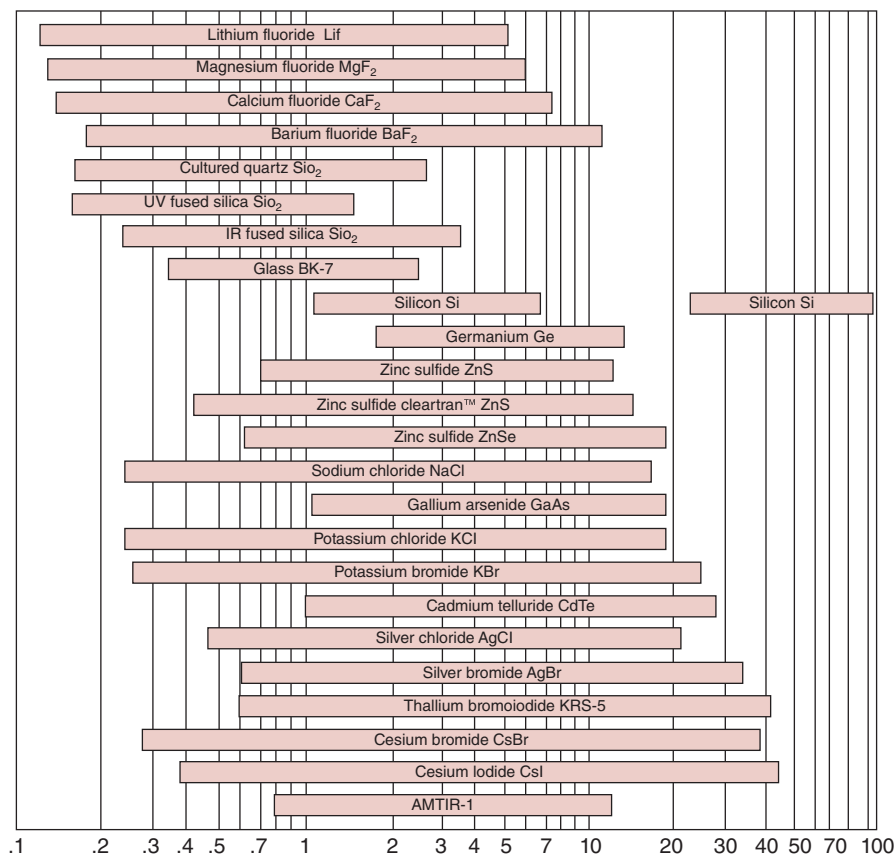 Lithium fluoride Lif
Magnesium fluoride MgF₂
Calcium fluoride CaF₂
Barium fluoride BaF₂
Cultured quartz Sio₂
UV fused silica Sio₂
IR fused silica Sio₂
Glass BK-7
Silicon Si Silicon Si
Germanium Ge
Zinc sulfide ZnS
Zinc sulfide cleartran™ ZnS
Zinc sulfide ZnSe
Sodium chloride NaCl
Gallium arsenide GaAs
Potassium chloride KCl
Potassium bromide KBr
Cadmium telluride CdTe
Silver chloride AgCl
Silver bromide AgBr
Thallium bromoiodide KRS-5
Cesium bromide CsBr
Cesium Iodide CsI
AMTIR-1
.1 .2 .3 .4 .5 .7 1 2 3 4 5 7 10 20 30 40 50 100